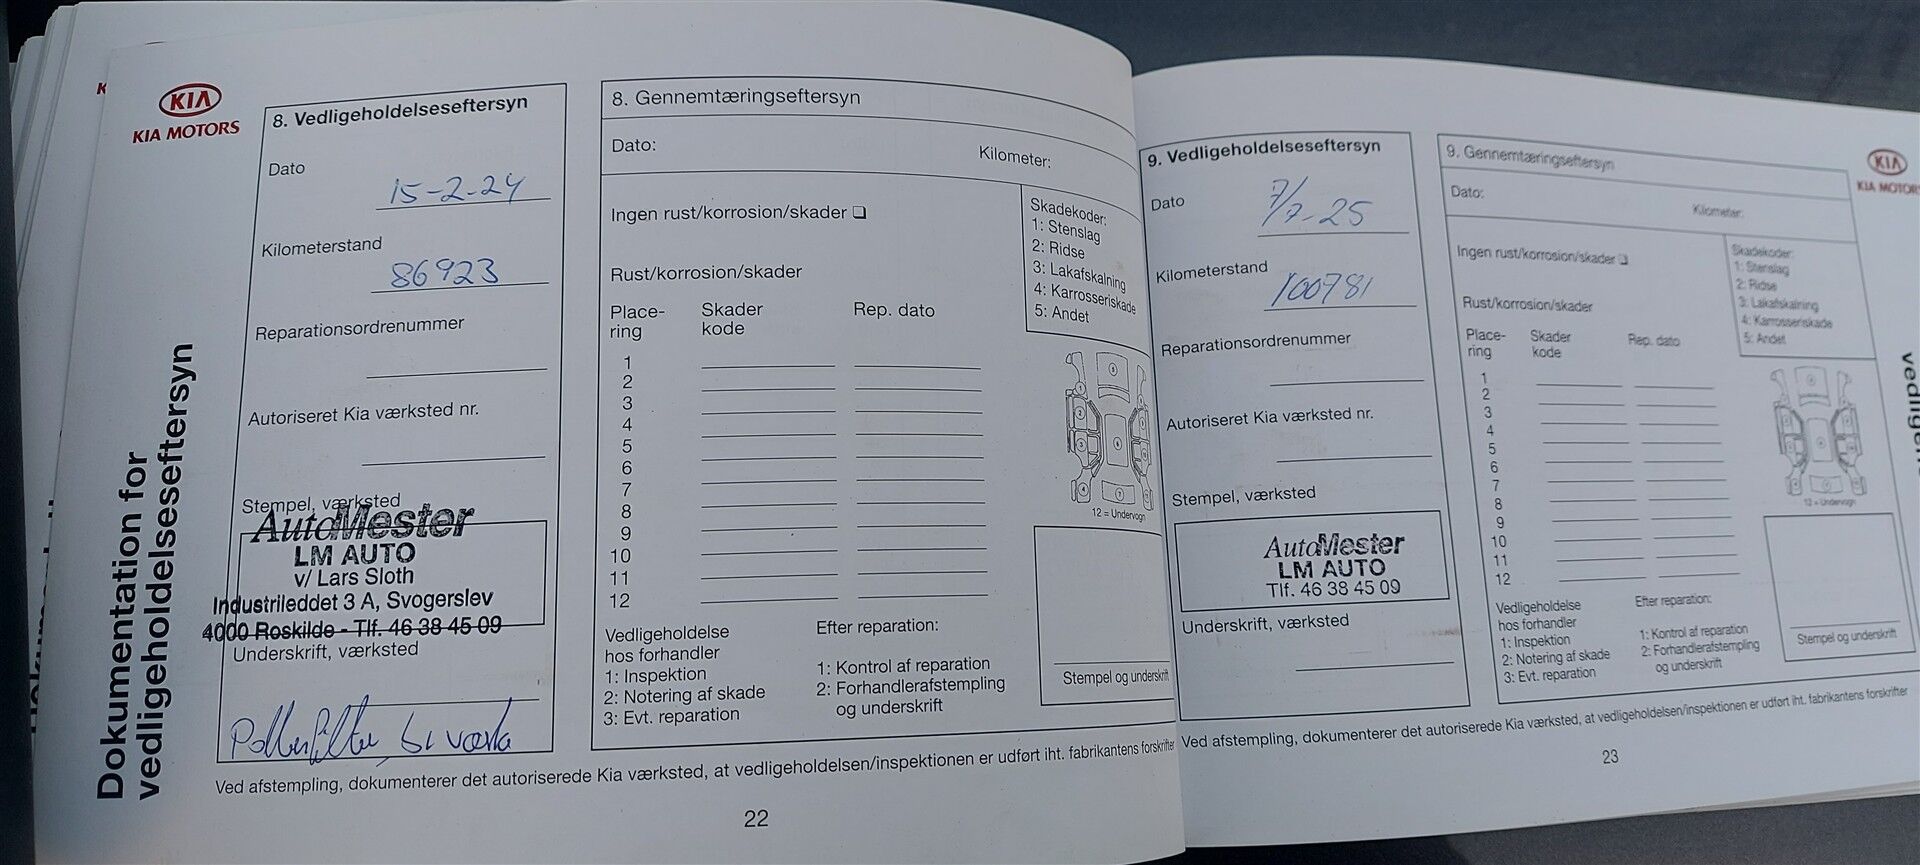 KIA
KIA MOTORS
Dokumentation for
vedligeholdelseseftersyn
8. Vedligeholdelseseftersyn
Dato
15-2-24
Kilometerstand
86923
Reparationsordrenummer
Autoriseret Kia værksted nr.
Stempel, værksted
AutoMester
LM AUTO
v/ Lars Sloth
Industrileddet 3 A, Svogerslev
4000 Roskilde - Tlf. 46 38 45 09
Underskrift, værksted
Pollenfilter
8. Gennemtæringseftersyn
Dato:
Kilometer:
Ingen rust/korrosion/skader
Rust/korrosion/skader
Skadekoder:
1: Stenslag
2: Ridse
3: Lakafskalning
4: Karrosseriskade
5: Andet
Place-
ring
Skader
kode
Rep. dato
1
2
3
4
5
6
7
8
9
10
11
12
12 = Undervogn
Vedligeholdelse
hos forhandler
1: Inspektion
2: Notering af skade
3: Evt. reparation
Efter reparation:
1: Kontrol af reparation
2: Forhandlerafstempling
og underskrift
Stempel og underskrift
Ved afstempling, dokumenterer det autoriserede Kia værksted, at vedligeholdelsen/inspektionen er udført iht. fabrikantens forskrifter
22
9. Vedligeholdelseseftersyn
Dato
7/7-25
Kilometerstand
100781
Reparationsordrenummer
Autoriseret Kia værksted nr.
Stempel, værksted
AutoMester
LM AUTO
Tlf. 46 38 45 09
Underskrift, værksted
9. Gennemtæringseftersyn
Dato:
Kilometer:
Ingen rust/korrosion/skader
Rust/korrosion/skader
Skadekoder:
1: Stenslag
2: Ridse
3: Lakafskalning
4: Karrosseriskade
5: Andet
Place-
ring
Skader
kode
Rep. dato
1
2
3
4
5
6
7
8
9
10
11
12
12 = Undervogn
Vedligeholdelse
hos forhandler
1: Inspektion
2: Notering af skade
3: Evt. reparation
Efter reparation:
1: Kontrol af reparation
2: Forhandlerafstempling
og underskrift
Stempel og underskrift
Ved afstempling, dokumenterer det autoriserede Kia værksted, at vedligeholdelsen/inspektionen er udført iht. fabrikantens forskrifter
23
KIA
KIA MOTORS